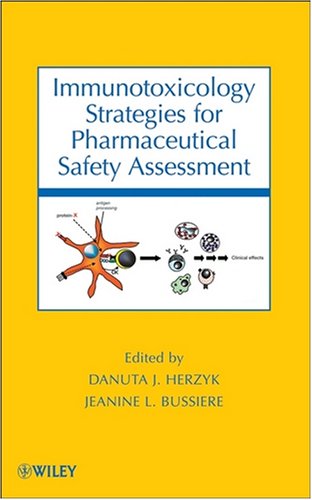 Immunotoxicology
Strategies for
Pharmaceutical
Safety Assessment
antigen
processing
protein-X
Clinical effects
Edited by
DANUTA J. HERZYK
JEANINE L. BUSSIERE
WILEY